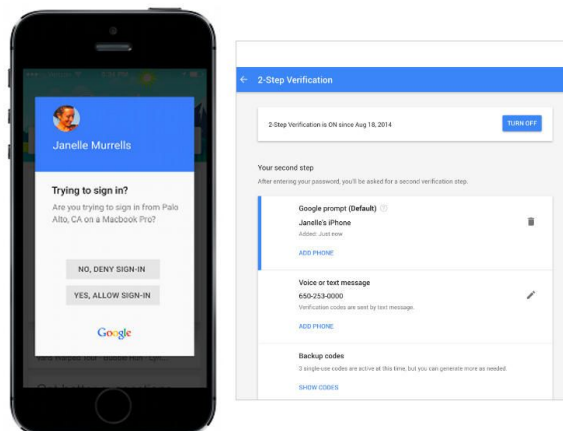 Janelle Murrells
Trying to sign in?
Are you trying to sign in from Palo
Alto, CA on a Macbook Pro?
NO, DENY SIGN-IN
YES, ALLOW SIGN-IN
Google
2-Step Verification
2-Step Verification is ON since Aug 18, 2014
TURN OFF
Your second step
After entering your password, you'll be asked for a second verification step.
Google prompt (Default)
Janelle's iPhone
Added: Just now
ADD PHONE
Voice or text message
650-253-0000
Verification codes are sent by text message.
ADD PHONE
Backup codes
3 single-use codes are active at this time, but you can generate more as needed.
SHOW CODES